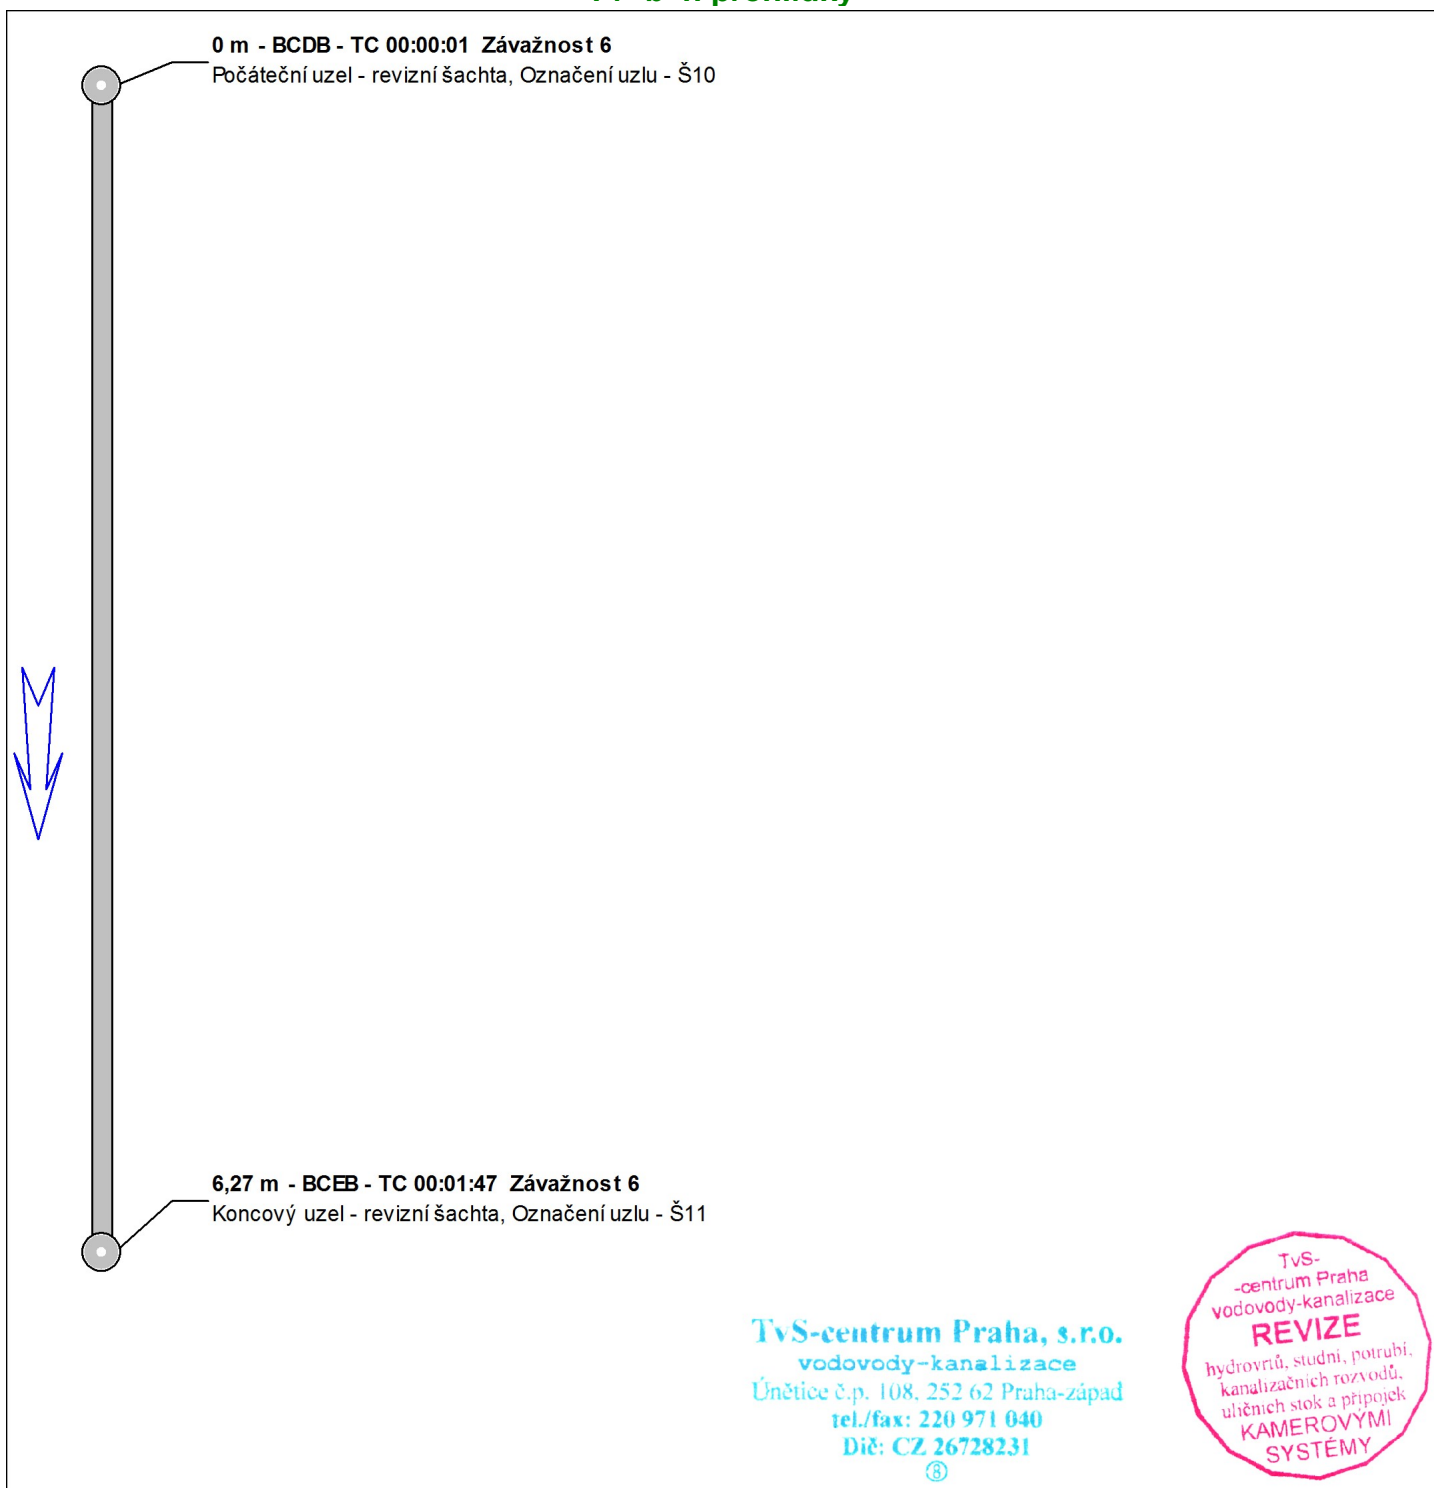 0 m - BCDB - TC 00:00:01 Závažnost 6
Počáteční uzel - revizní šachta, Označení uzlu - Š10
6,27 m - BCEB - TC 00:01:47 Závažnost 6
Koncový uzel - revizní šachta, Označení uzlu - Š11
TvS-centrum Praha, s.r.o.
vodovody-kanalizace
Únětice č.p. 108, 252 62 Praha-západ
tel./fax: 220 971 040
Dič: CZ 26728231
8
TvS-
-centrum Praha
vodovody-kanalizace
REVIZE
hydrovrtů, studní, potrubí,
kanalizačních rozvodů,
uličních stok a přípojek
KAMEROVÝMI
SYSTÉMY